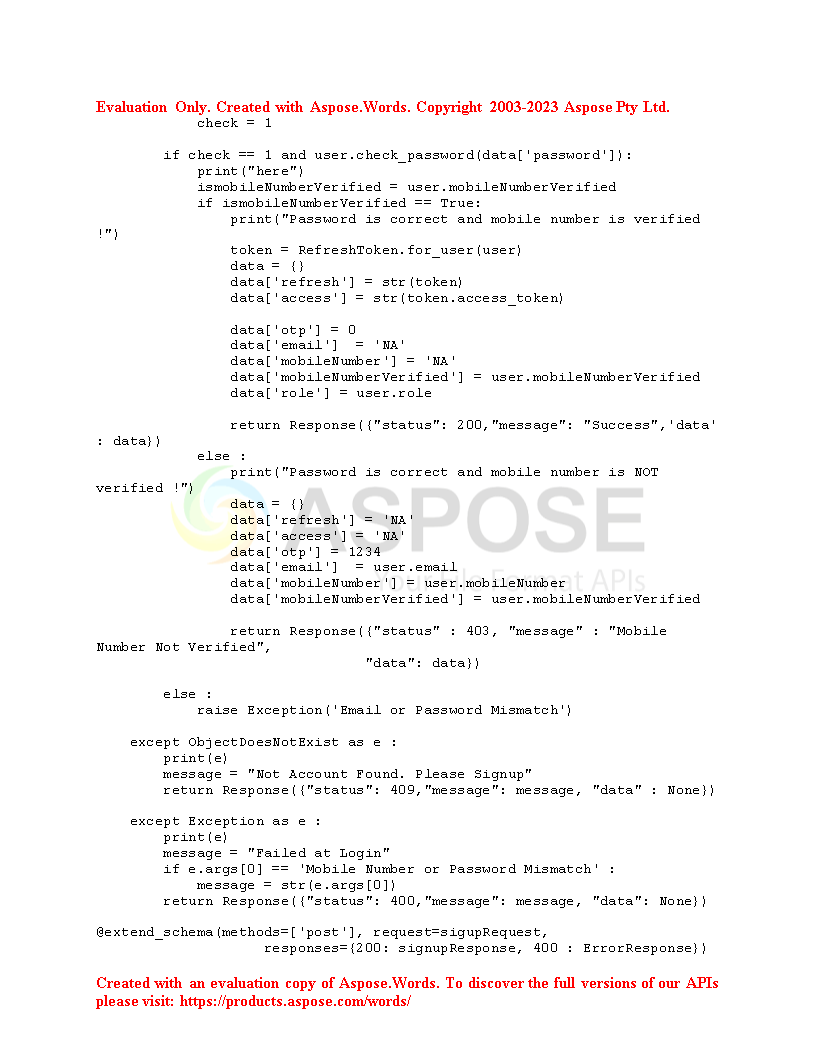 Evaluation Only. Created with Aspose.Words. Copyright 2003-2023 Aspose Pty Ltd.
            check = 1

        if check == 1 and user.check_password(data['password']):
            print("here")
            ismobileNumberVerified = user.mobileNumberVerified
            if ismobileNumberVerified == True:
                print("Password is correct and mobile number is verified
!")
                token = RefreshToken.for_user(user)
                data = {}
                data['refresh'] = str(token)
                data['access'] = str(token.access_token)

                data['otp'] = 0
                data['email']  = 'NA'
                data['mobileNumber'] = 'NA'
                data['mobileNumberVerified'] = user.mobileNumberVerified
                data['role'] = user.role

                return Response({"status": 200,"message": "Success",'data'
: data})
            else :
                print("Password is correct and mobile number is NOT
verified !")
                data = {}
                data['refresh'] = 'NA'
                data['access'] = 'NA'
                data['otp'] = 1234
                data['email']  = user.email
                data['mobileNumber'] = user.mobileNumber
                data['mobileNumberVerified'] = user.mobileNumberVerified

                return Response({"status" : 403, "message" : "Mobile
Number Not Verified",
                                "data": data})

        else :
            raise Exception('Email or Password Mismatch')

    except ObjectDoesNotExist as e :
        print(e)
        message = "Not Account Found. Please Signup"
        return Response({"status": 409,"message": message, "data" : None})

    except Exception as e :
        print(e)
        message = "Failed at Login"
        if e.args[0] == 'Mobile Number or Password Mismatch' :
            message = str(e.args[0])
        return Response({"status": 400,"message": message, "data": None})

@extend_schema(methods=['post'], request=sigupRequest,
                    responses={200: signupResponse, 400 : ErrorResponse})
ASPOSE
Your File Format APIs
Created with an evaluation copy of Aspose.Words. To discover the full versions of our APIs
please visit: https://products.aspose.com/words/